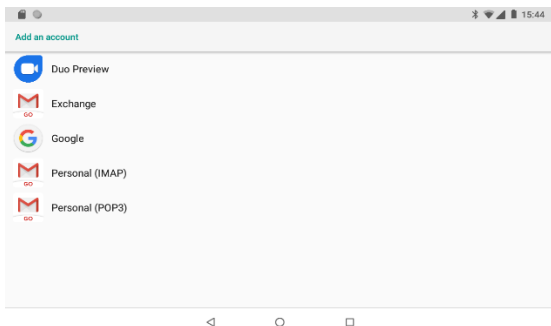 15:44
Add an account
Duo Preview
GO
Exchange
Google
GO
Personal (IMAP)
GO
Personal (POP3)